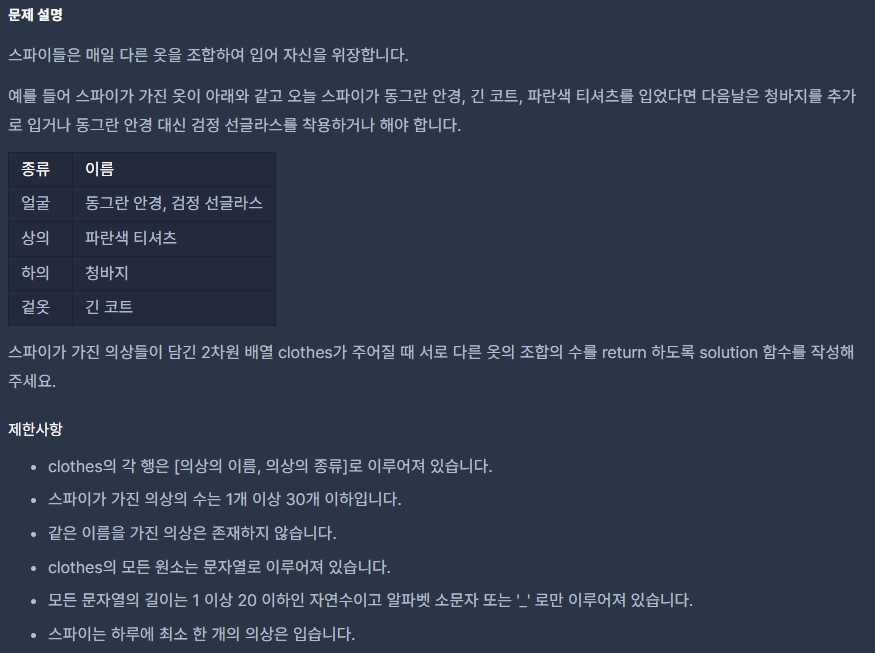 문제 설명
스파이들은 매일 다른 옷을 조합하여 입어 자신을 위장합니다.
예를 들어 스파이가 가진 옷이 아래와 같고 오늘 스파이가 동그란 안경, 긴 코트, 파란색 티셔츠를 입었다면 다음날은 청바지를 추가
로 입거나 동그란 안경 대신 검정 선글라스를 착용하거나 해야 합니다.
종류 이름
얼굴 동그란 안경, 검정 선글라스
상의 파란색 티셔츠
하의 청바지
겉옷 긴 코트
스파이가 가진 의상들이 담긴 2차원 배열 clothes가 주어질 때 서로 다른 옷의 조합의 수를 return 하도록 solution 함수를 작성해
주세요.
제한사항
• clothes의 각 행은 [의상의 이름, 의상의 종류]로 이루어져 있습니다.
• 스파이가 가진 의상의 수는 1개 이상 30개 이하입니다.
• 같은 이름을 가진 의상은 존재하지 않습니다.
• clothes의 모든 원소는 문자열로 이루어져 있습니다.
• 모든 문자열의 길이는 1 이상 20 이하인 자연수이고 알파벳 소문자 또는 '_' 로만 이루어져 있습니다.
• 스파이는 하루에 최소 한 개의 의상은 입습니다.